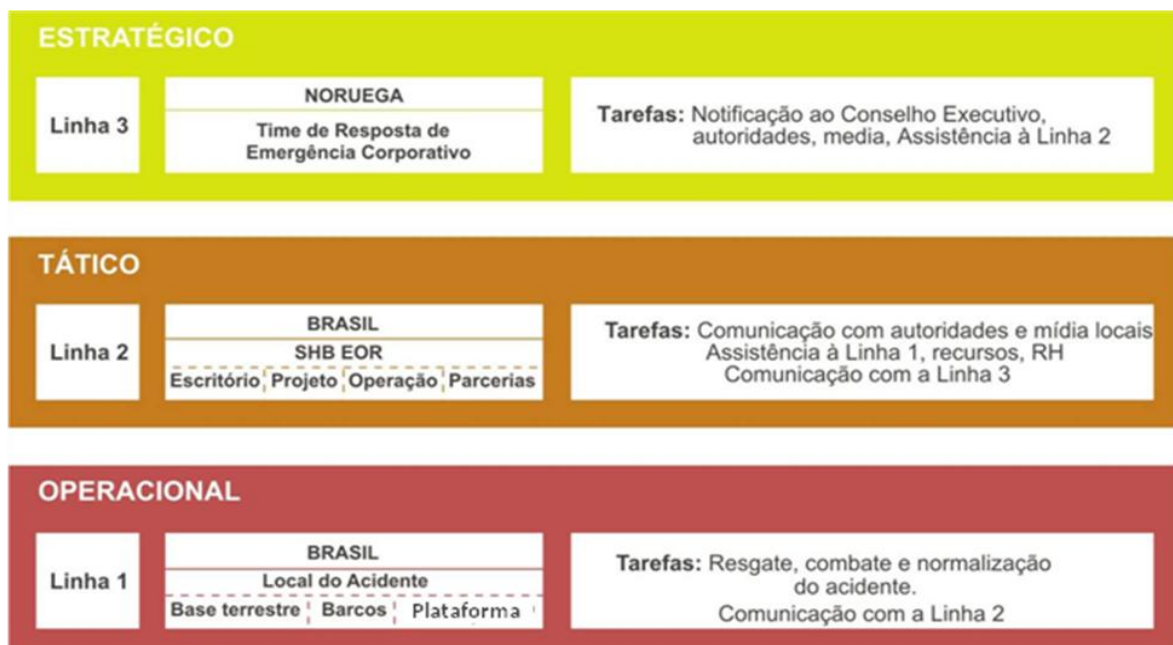 ESTRATÉGICO
Linha 3
NORUEGA
Time de Resposta de
Emergência Corporativo
Tarefas: Notificação ao Conselho Executivo,
autoridades, media, Assistência à Linha 2
TÁTICO
Linha 2
BRASIL
SHB EOR
Escritório Projeto Operação Parcerias
Tarefas: Comunicação com autoridades e mídia locais
Assistência à Linha 1, recursos, RH
Comunicação com a Linha 3
OPERACIONAL
Linha 1
BRASIL
Local do Acidente
Base terrestre Barcos Plataforma
Tarefas: Resgate, combate e normalização
do acidente.
Comunicação com a Linha 2